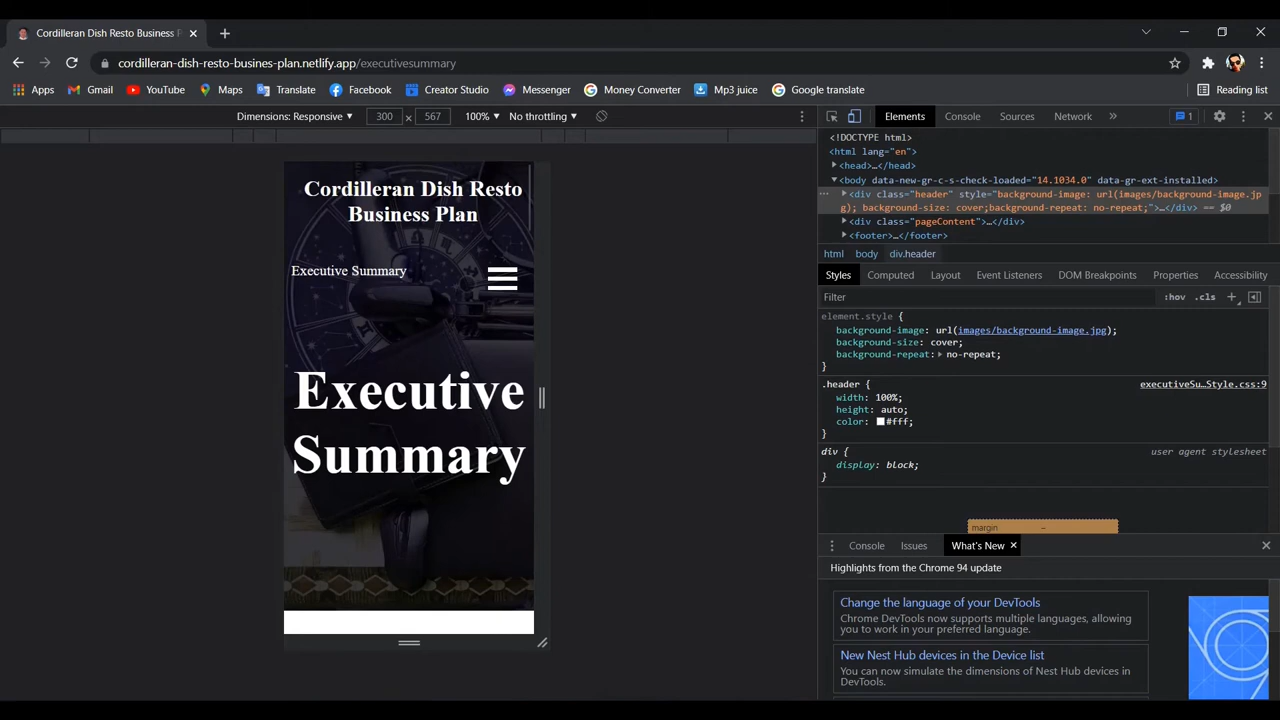 Cordilleran Dish Resto Business P
cordilleran-dish-resto-busines-plan.netlify.app/executivesummary
Apps Gmail YouTube Maps Translate Facebook Creator Studio Messenger Money Converter Mp3 juice Google translate Reading list
Dimensions: Responsive 300 × 567 100% No throttling
Elements Console Sources Network » 1
Cordilleran Dish Resto
Business Plan
Executive Summary
Executive
Summary
<!DOCTYPE html>
<html lang="en">
<head>…</head>
<body data-new-gr-c-s-check-loaded="14.1034.0" data-gr-ext-installed>
<div class="header" style="background-image: url(images/background-image.jp
g); background-size: cover;background-repeat: no-repeat;">…</div> == $0
<div class="pageContent">…</div>
<footer>…</footer>
html body div.header
Styles Computed Layout Event Listeners DOM Breakpoints Properties Accessibility
Filter :hov .cls +
element.style {
background-image: url(images/background-image.jpg);
background-size: cover;
background-repeat: no-repeat;
}
.header { executiveSu…Style.css:9
width: 100%;
height: auto;
color: #fff;
}
div { user agent stylesheet
display: block;
}
margin –
Console Issues What's New
Highlights from the Chrome 94 update
Change the language of your DevTools
Chrome DevTools now supports multiple languages, allowing
you to work in your preferred language.
New Nest Hub devices in the Device list
You can now simulate the dimensions of Nest Hub devices in
DevTools.